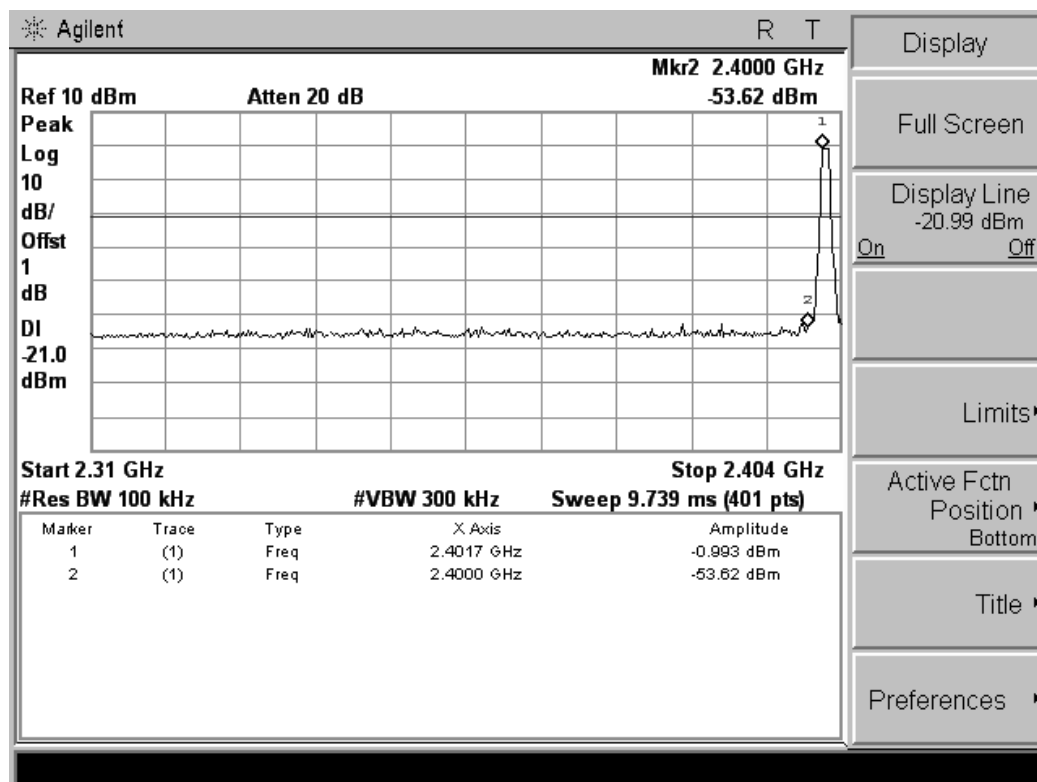 Agilent R T
Mkr2 2.4000 GHz
Ref 10 dBm Atten 20 dB -53.62 dBm
Peak
Log
10
dB/
Offst
1
dB
DI
-21.0
dBm
1
2
Start 2.31 GHz Stop 2.404 GHz
#Res BW 100 kHz #VBW 300 kHz Sweep 9.739 ms (401 pts)
Marker Trace Type X Axis Amplitude
1 (1) Freq 2.4017 GHz -0.993 dBm
2 (1) Freq 2.4000 GHz -53.62 dBm
Display
Full Screen
Display Line
-20.99 dBm
On Off
Limits
Active Fctn
Position
Bottom
Title
Preferences